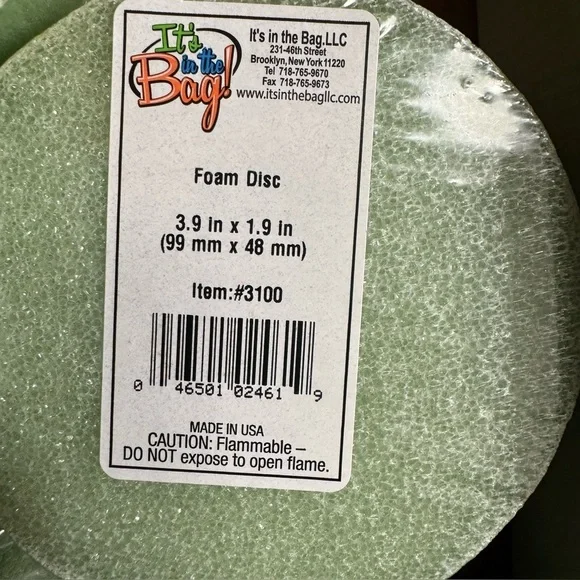 It's
in the
Bag!
It's in the Bag.LLC
231-46th Street
Brooklyn, New York 11220
Tel 718-765-9670
Fax 718-765-9673
www.itsinthebagllc.com
Foam Disc
3.9 in x 1.9 in
(99 mm x 48 mm)
Item:#3100
0 46501 02461 9
MADE IN USA
CAUTION: Flammable –
DO NOT expose to open flame.